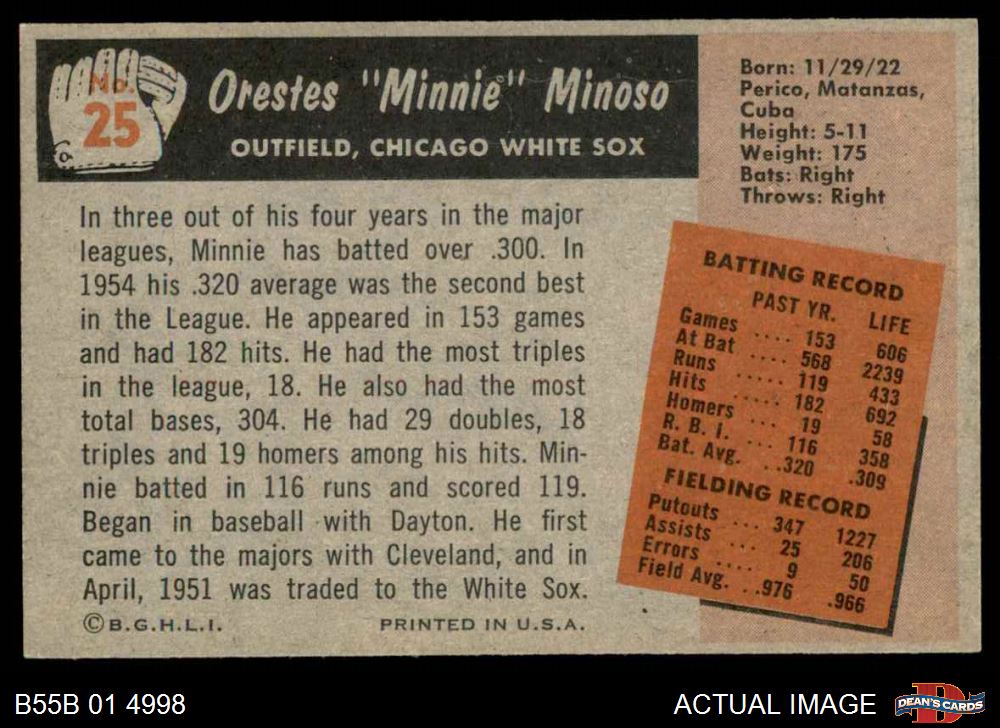 No.
25
Orestes "Minnie" Minoso
OUTFIELD, CHICAGO WHITE SOX
Born: 11/29/22
Perico, Matanzas,
Cuba
Height: 5-11
Weight: 175
Bats: Right
Throws: Right
In three out of his four years in the major
leagues, Minnie has batted over .300. In
1954 his .320 average was the second best
in the League. He appeared in 153 games
and had 182 hits. He had the most triples
in the league, 18. He also had the most
total bases, 304. He had 29 doubles, 18
triples and 19 homers among his hits. Min-
nie batted in 116 runs and scored 119.
Began in baseball with Dayton. He first
came to the majors with Cleveland, and in
April, 1951 was traded to the White Sox.
©B.G.H.L.I. PRINTED IN U.S.A.
BATTING RECORD
PAST YR. LIFE
Games .... 153 606
At Bat .... 568 2239
Runs ..... 119 433
Hits ..... 182 692
Homers ... 19 58
R. B. I. ... 116 358
Bat. Avg. ..320 .309
FIELDING RECORD
Putouts ... 347 1227
Assists ... 25 206
Errors .... 9 50
Field Avg. ..976 .966
B55B 01 4998
ACTUAL IMAGE
D
DEAN'S CARDS